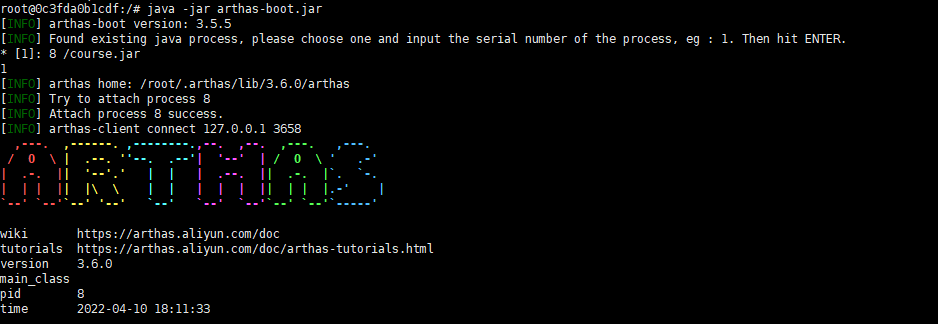 root@0c3fda0b1cdf:/# java -jar arthas-boot.jar
[INFO] arthas-boot version: 3.5.5
[INFO] Found existing java process, please choose one and input the serial number of the process, eg : 1. Then hit ENTER.
* [1]: 8 /course.jar
1
[INFO] arthas home: /root/.arthas/lib/3.6.0/arthas
[INFO] Try to attach process 8
[INFO] Attach process 8 success.
[INFO] arthas-client connect 127.0.0.1 3658
ARTHAS
wiki https://arthas.aliyun.com/doc
tutorials https://arthas.aliyun.com/doc/arthas-tutorials.html
version 3.6.0
main_class
pid 8
time 2022-04-10 18:11:33